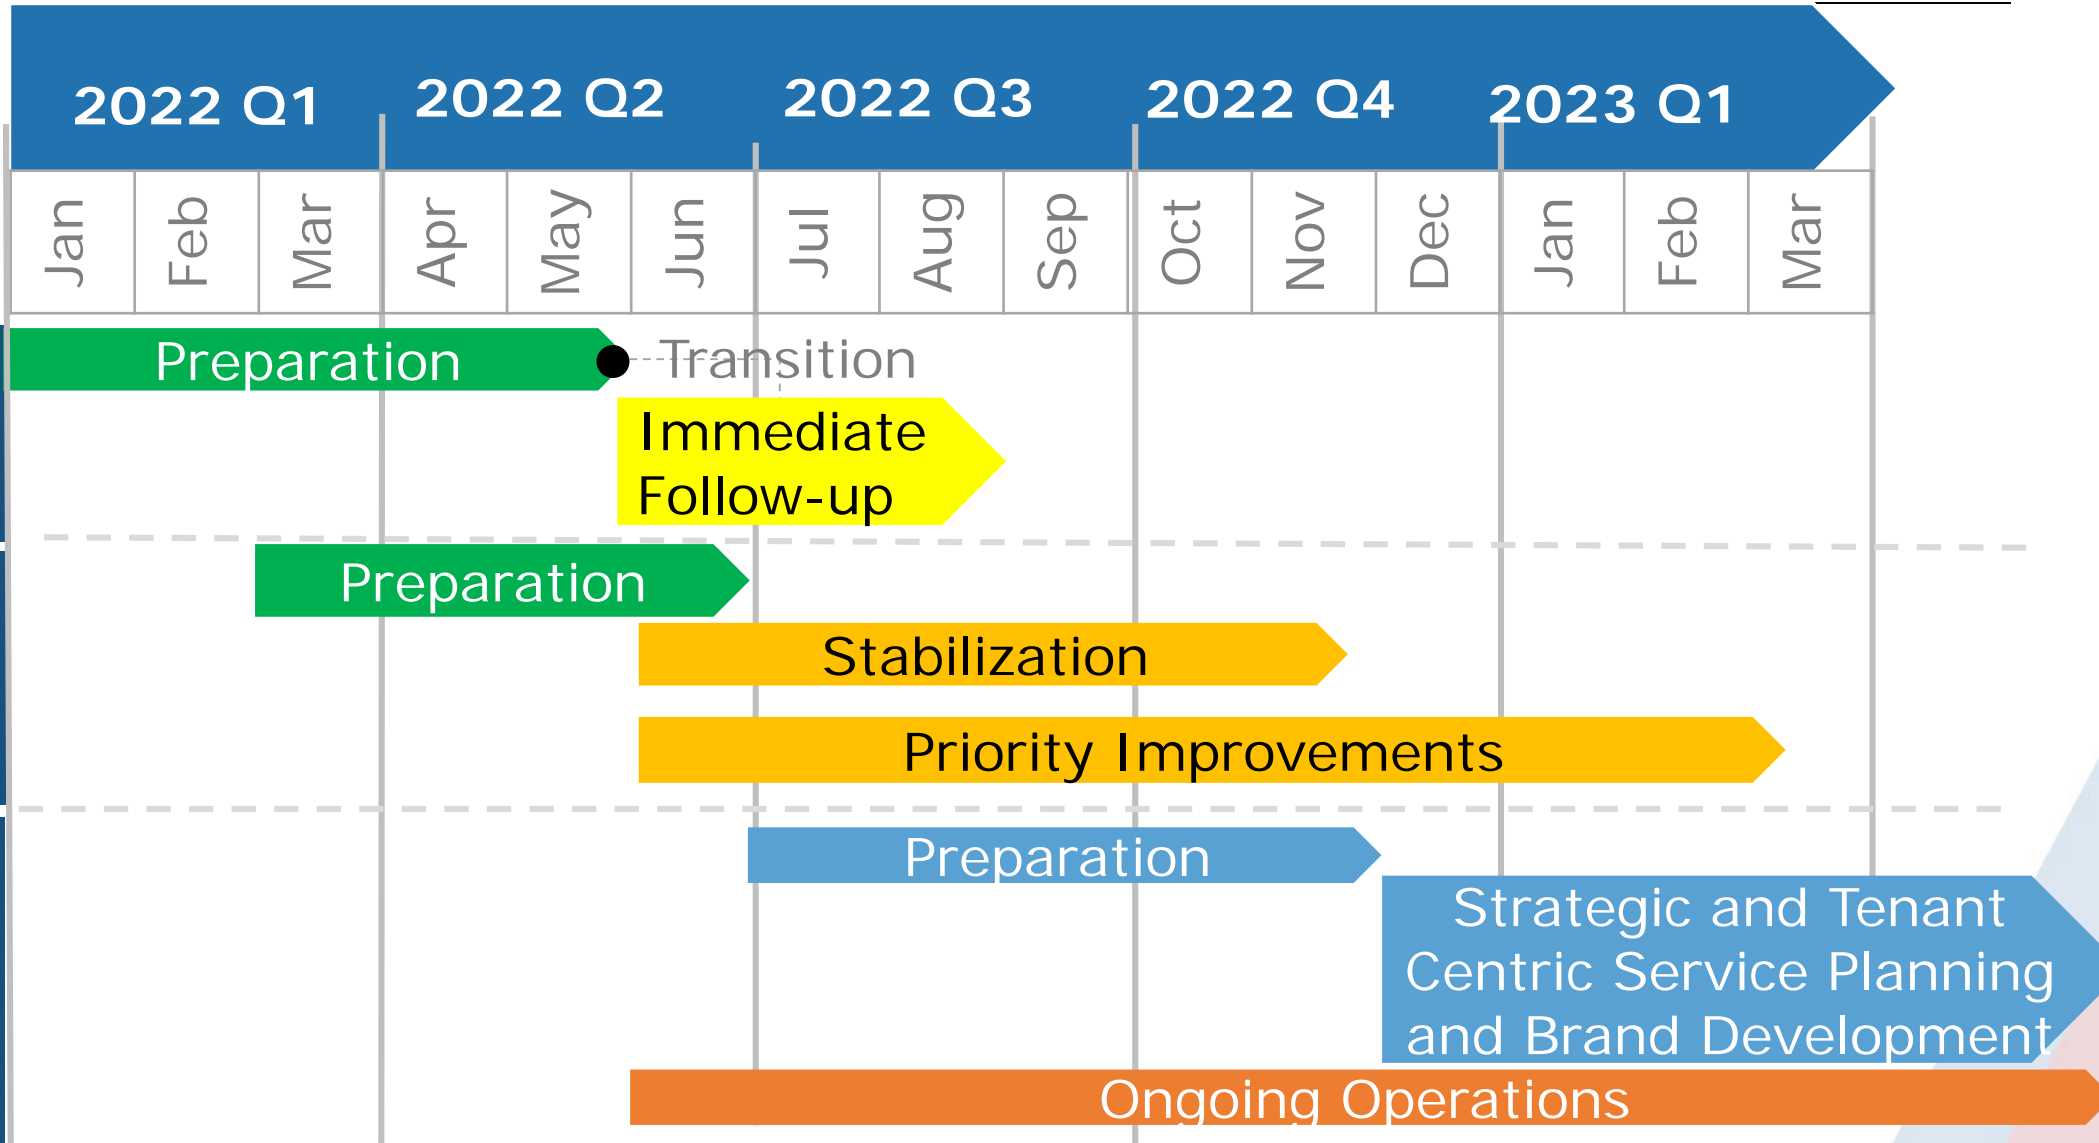 2022 Q1 2022 Q2 2022 Q3 2022 Q4 2023 Q1
Jan Feb Mar Apr May Jun Jul Aug Sep Oct Nov Dec Jan Feb Mar
Preparation
Transition
Immediate
Follow-up
Preparation
Stabilization
Priority Improvements
Preparation
Strategic and Tenant
Centric Service Planning
and Brand Development
Ongoing Operations